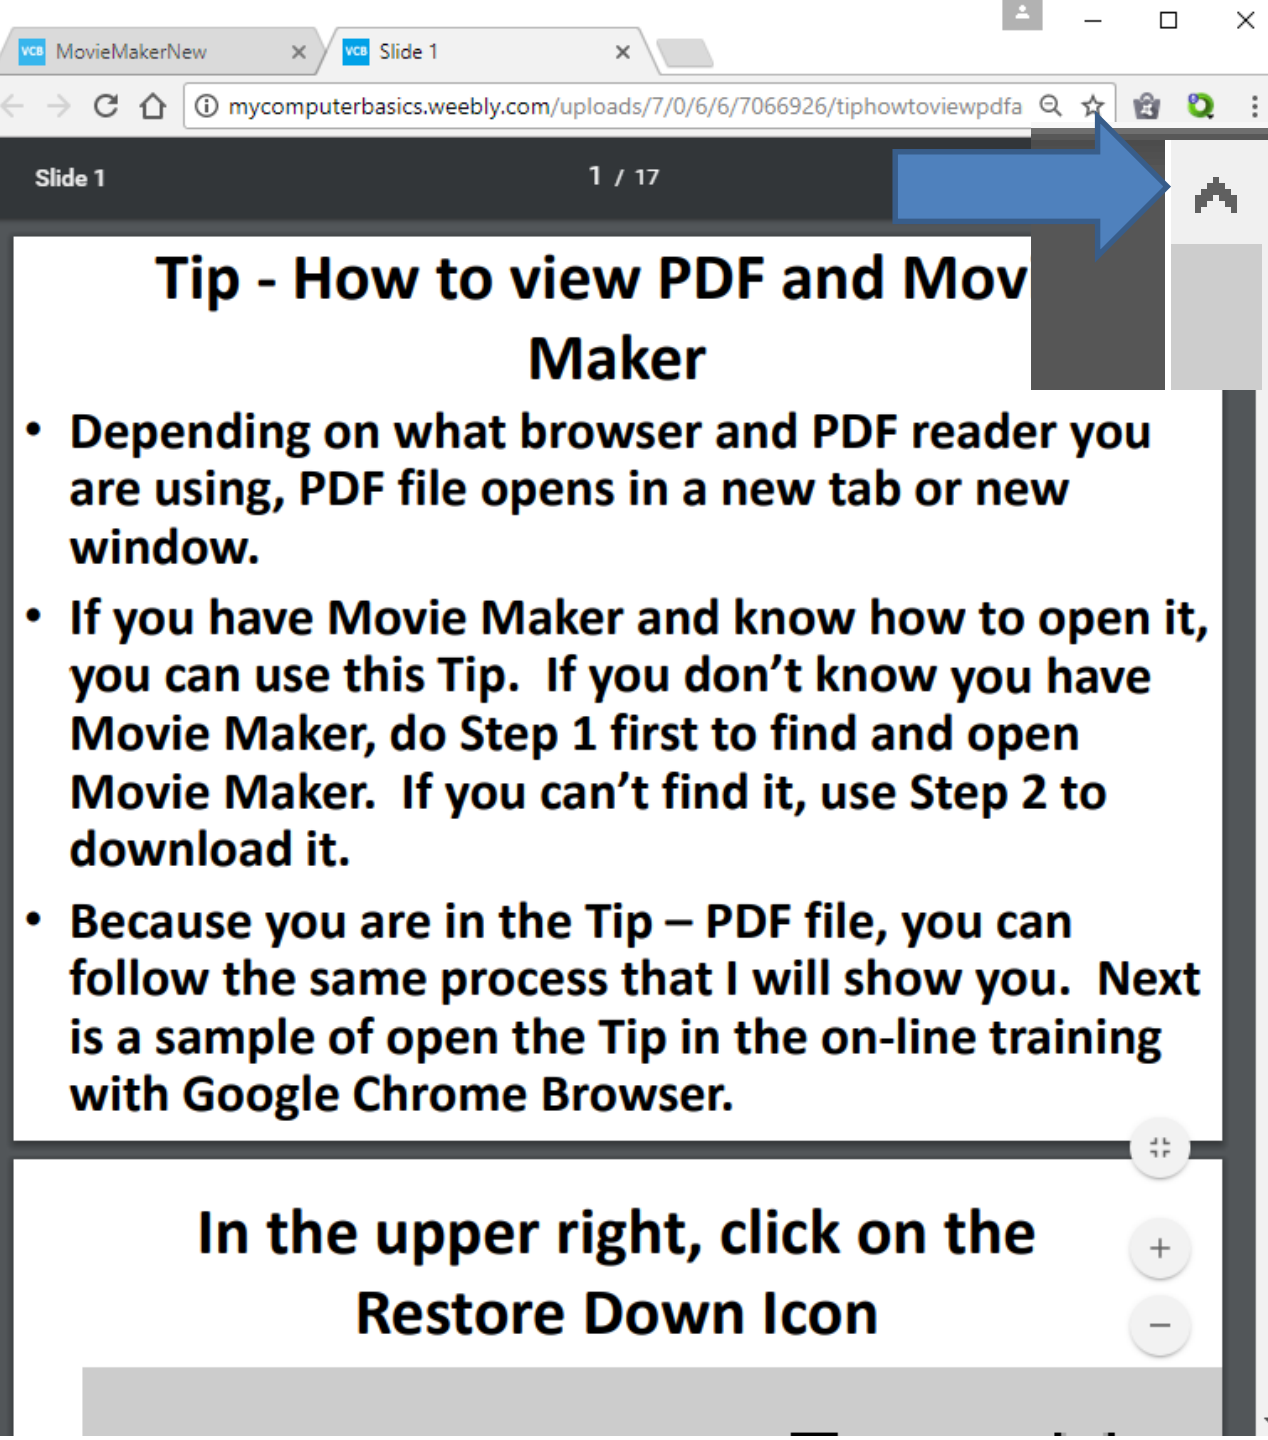 VCB MovieMakerNew
VCB Slide 1
mycomputerbasics.weebly.com/uploads/7/0/6/6/7066926/tiphowtoviewpdfa
Slide 1
1 / 17
Tip - How to view PDF and Mov
Maker
• Depending on what browser and PDF reader you
are using, PDF file opens in a new tab or new
window.
• If you have Movie Maker and know how to open it,
you can use this Tip.  If you don’t know you have
Movie Maker, do Step 1 first to find and open
Movie Maker.  If you can’t find it, use Step 2 to
download it.
• Because you are in the Tip – PDF file, you can
follow the same process that I will show you.  Next
is a sample of open the Tip in the on-line training
with Google Chrome Browser.
In the upper right, click on the
Restore Down Icon